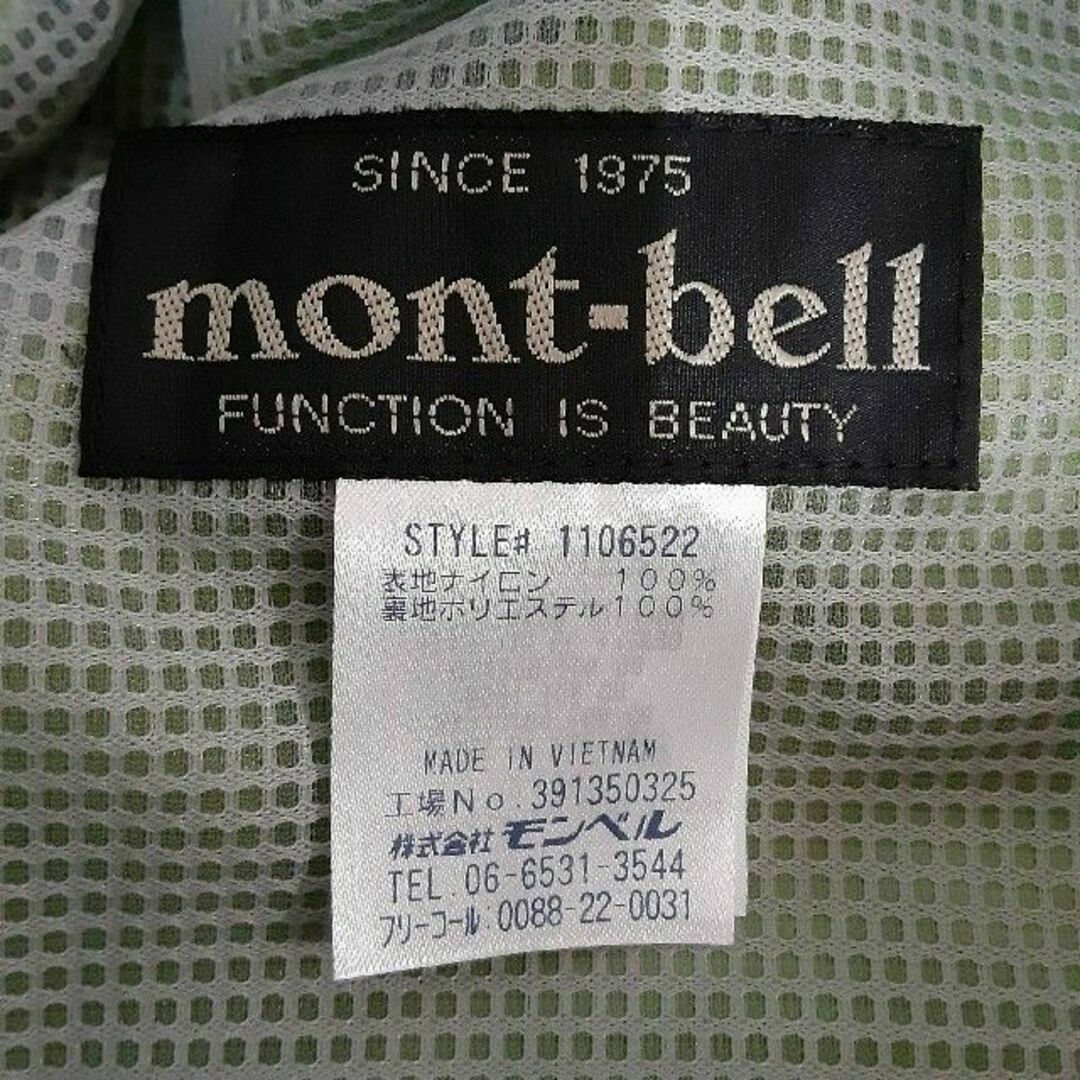 SINCE 1975
mont-bell
FUNCTION IS BEAUTY
STYLE# 1106522
表地ナイロン 100%
裏地ポリエステル100%
MADE IN VIETNAM
工場No.391350325
株式会社モンベル
TEL.06-6531-3544
フリーコール.0088-22-0031